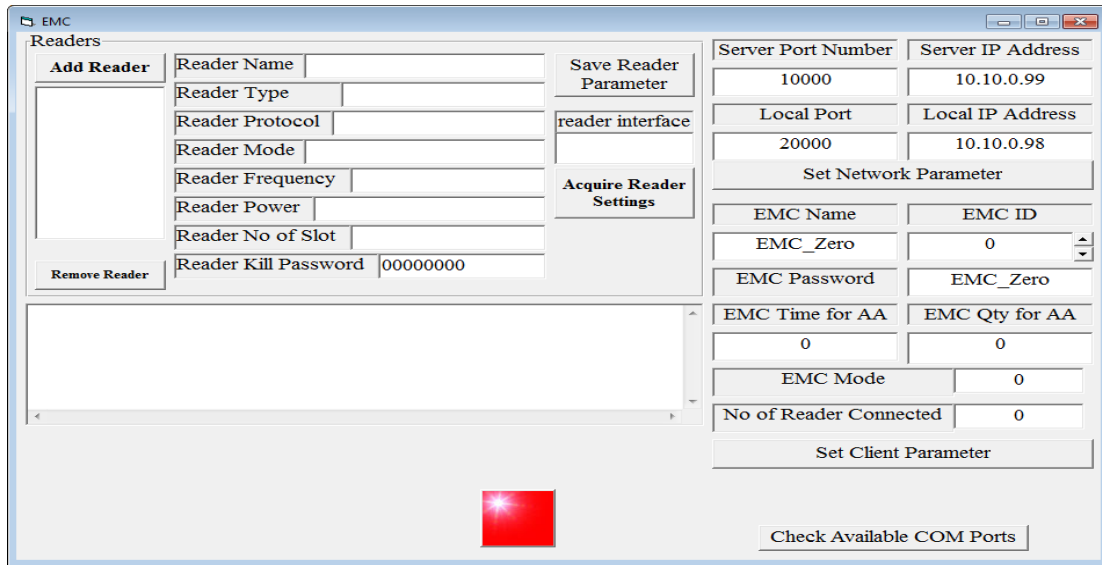 EMC
Readers
Add Reader
Reader Name
Reader Type
Reader Protocol
Reader Mode
Reader Frequency
Reader Power
Reader No of Slot
Reader Kill Password 00000000
Remove Reader
Save Reader
Parameter
reader interface
Acquire Reader
Settings
Server Port Number Server IP Address
10000 10.10.0.99
Local Port Local IP Address
20000 10.10.0.98
Set Network Parameter
EMC Name EMC ID
EMC_Zero 0
EMC Password EMC_Zero
EMC Time for AA EMC Qty for AA
0 0
EMC Mode 0
No of Reader Connected 0
Set Client Parameter
Check Available COM Ports